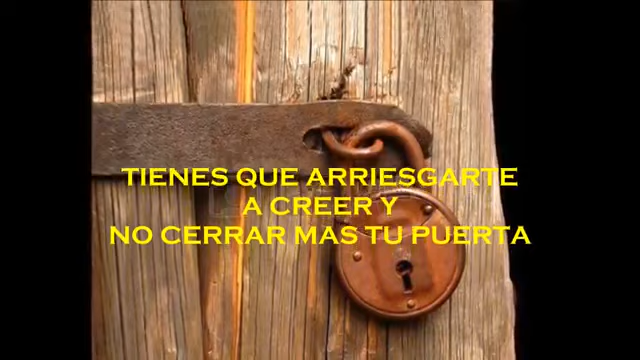 TIENES QUE ARRIESGARTE
A CREER Y
NO CERRAR MAS TU PUERTA